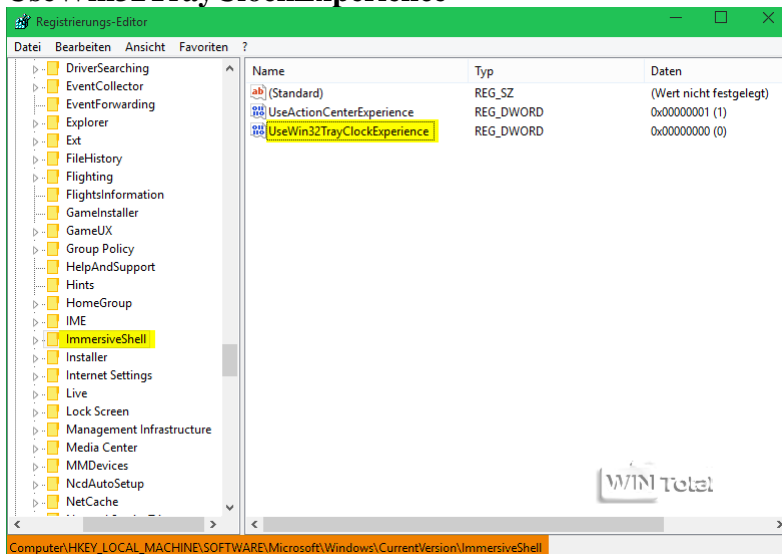 UseWin32TrayClockExperience
Registrierungs-Editor
Datei Bearbeiten Ansicht Favoriten ?
DriverSearching
EventCollector
EventForwarding
Explorer
Ext
FileHistory
Flighting
FlightsInformation
GameInstaller
GameUX
Group Policy
HelpAndSupport
Hints
HomeGroup
IME
ImmersiveShell
Installer
Internet Settings
Live
Lock Screen
Management Infrastructure
Media Center
MMDevices
NcdAutoSetup
NetCache
Name Typ Daten
(Standard) REG_SZ (Wert nicht festgelegt)
UseActionCenterExperience REG_DWORD 0x00000001 (1)
UseWin32TrayClockExperience REG_DWORD 0x00000000 (0)
WIN Total
Computer\HKEY_LOCAL_MACHINE\SOFTWARE\Microsoft\Windows\CurrentVersion\ImmersiveShell